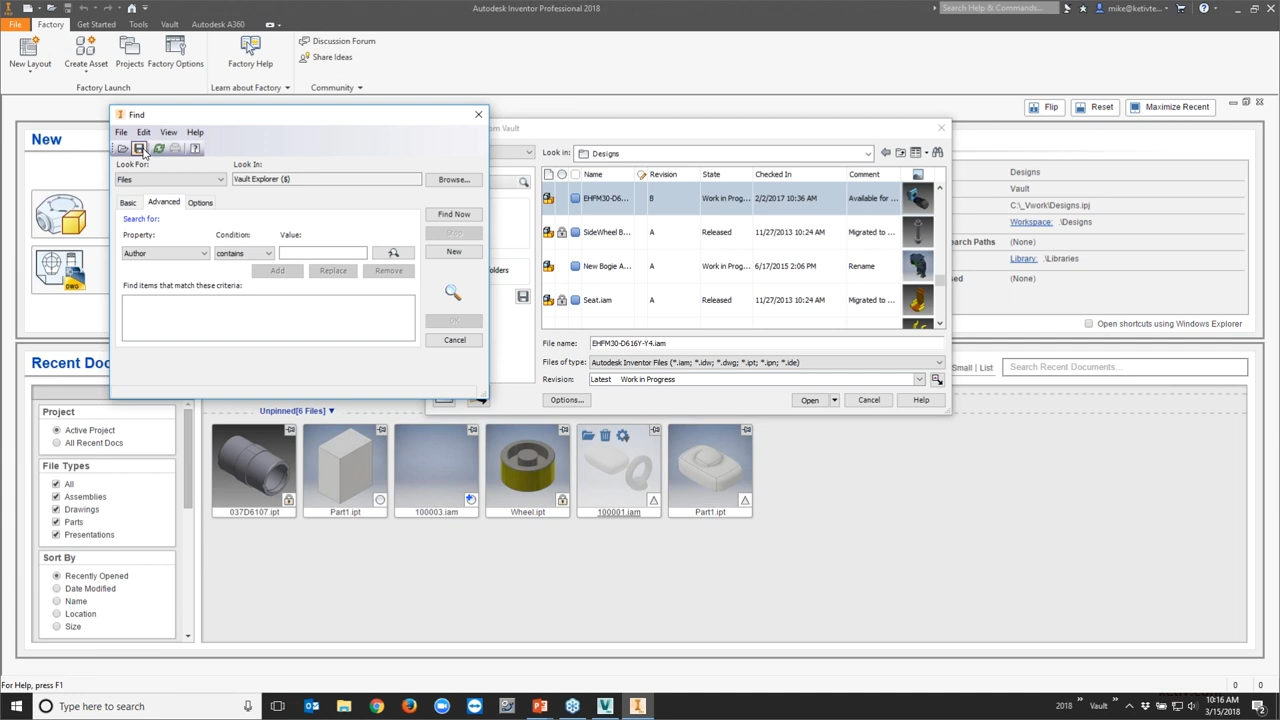 Autodesk Inventor Professional 2018
Search Help & Commands...
mike@ketivte...
File Factory Get Started Tools Vault Autodesk A360
New Layout
Create Asset
Projects
Factory Options
Factory Help
Discussion Forum
Share Ideas
Factory Launch
Learn about Factory
Community
Flip
Reset
Maximize Recent
New
Find
File Edit View Help
Look For:
Look In:
Files
Vault Explorer ($)
Browse...
Basic
Advanced
Options
Search for:
Property:
Condition:
Value:
Author
contains
Add
Replace
Remove
Find items that match these criteria:
Find Now
Stop
New
OK
Cancel
om Vault
Look in:
Designs
Name Revision State Checked In Comment
EHFM30-D6... B Work in Prog... 2/2/2017 10:36 AM Available for ...
SideWheel B... A Released 11/27/2013 10:24 AM Migrated to ...
New Bogie A... A Work in Prog... 6/17/2015 2:06 PM Rename
Seat.iam A Released 11/27/2013 10:24 AM Migrated to ...
olders
File name:
EHFM30-D616Y-Y4.iam
Files of type:
Autodesk Inventor Files (*.iam; *.idw; *.dwg; *.ipt; *.ipn; *.ide)
Revision:
Latest Work in Progress
Options...
Open
Cancel
Help
Designs
Vault
C:\_Vwork\Designs.ipj
Workspace: .\Designs
earch Paths (None)
Library: .\Libraries
(None)
Open shortcuts using Windows Explorer
DWG
Recent Doc
Small | List
Search Recent Documents...
Unpinned[6 Files] ▼
Project
Active Project
All Recent Docs
File Types
All
Assemblies
Drawings
Parts
Presentations
Sort By
Recently Opened
Date Modified
Name
Location
Size
037D6107.ipt
Part1.ipt
100003.iam
Wheel.ipt
100001.iam
Part1.ipt
For Help, press F1
0 0
Type here to search
2018
Vault
10:16 AM
3/15/2018